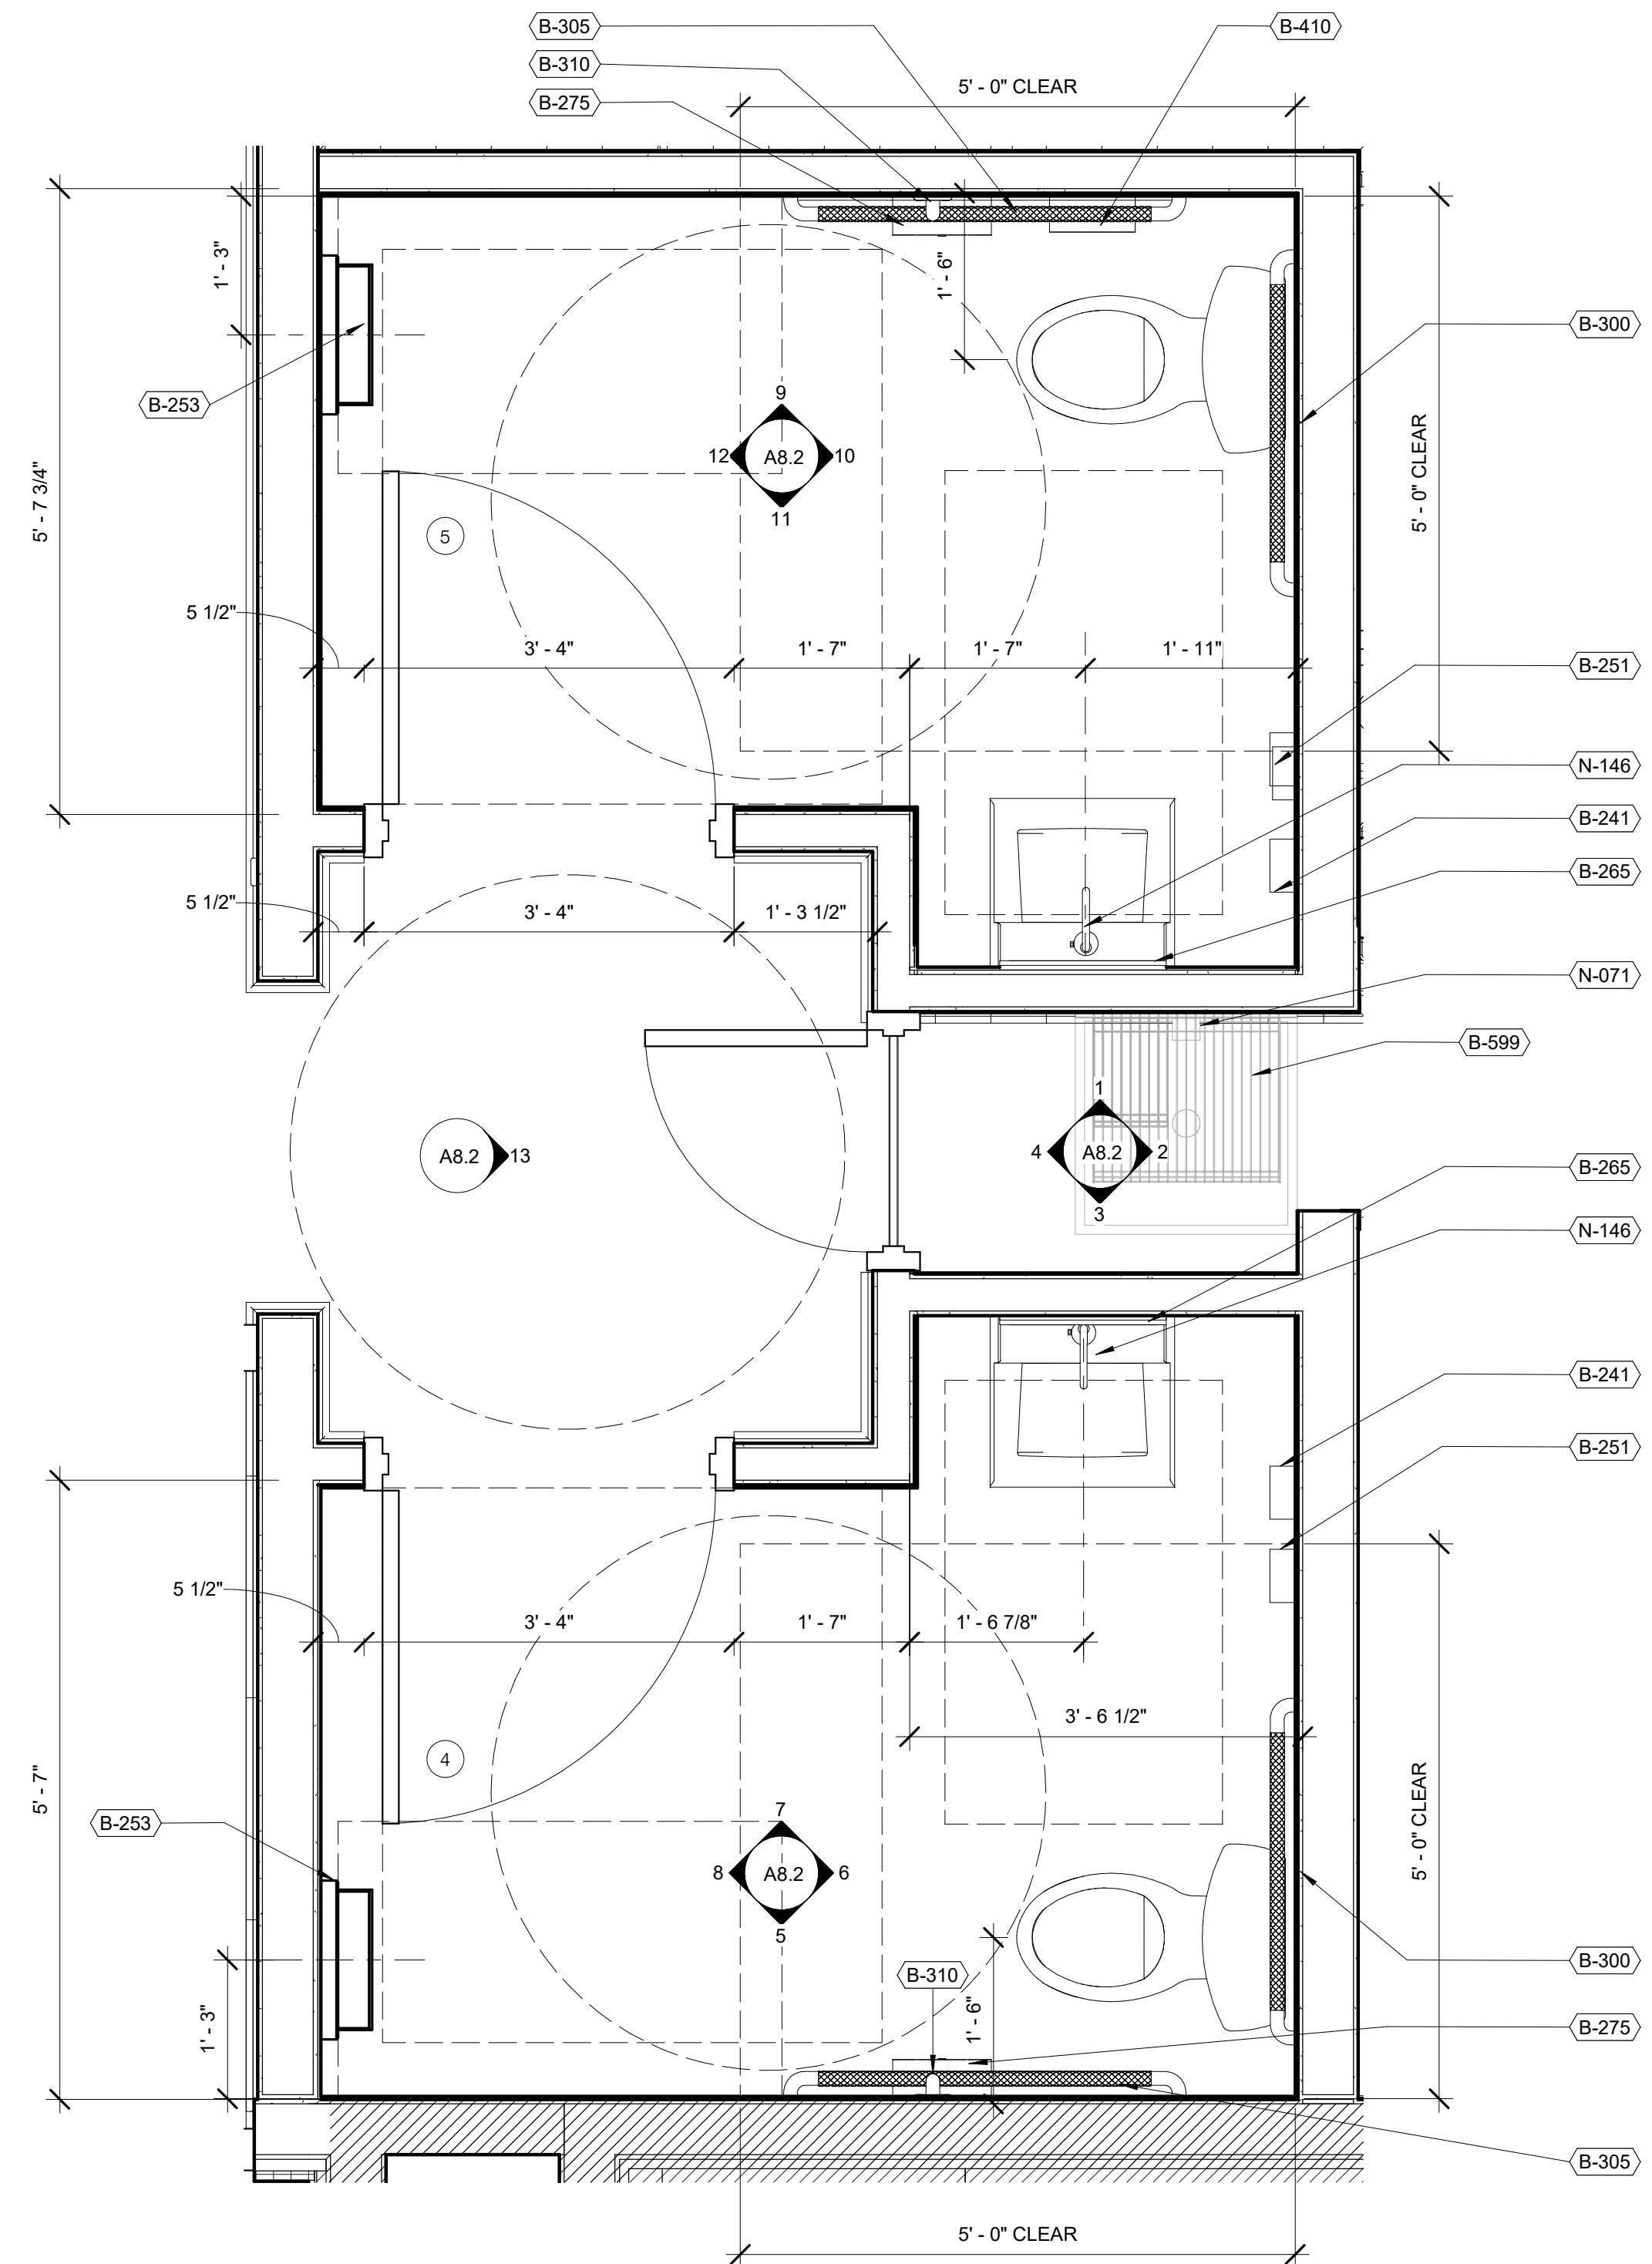 B-305
B-410
B-310
5' - 0" CLEAR
B-275
1' - 3"
1' - 6"
B-300
B-253
9
12
A8.2
10
11
5' - 0" CLEAR
5' - 7 3/4"
5
5 1/2"
3' - 4"
1' - 7"
1' - 7"
1' - 11"
B-251
N-146
B-241
B-265
5 1/2"
3' - 4"
1' - 3 1/2"
N-071
B-599
1
4
A8.2
2
3
A8.2
13
B-265
N-146
B-241
B-251
5 1/2"
3' - 4"
1' - 7"
1' - 6 7/8"
3' - 6 1/2"
4
5' - 7"
5' - 0" CLEAR
B-253
7
8
A8.2
6
5
B-310
B-300
1' - 3"
1' - 6"
B-275
B-305
5' - 0" CLEAR